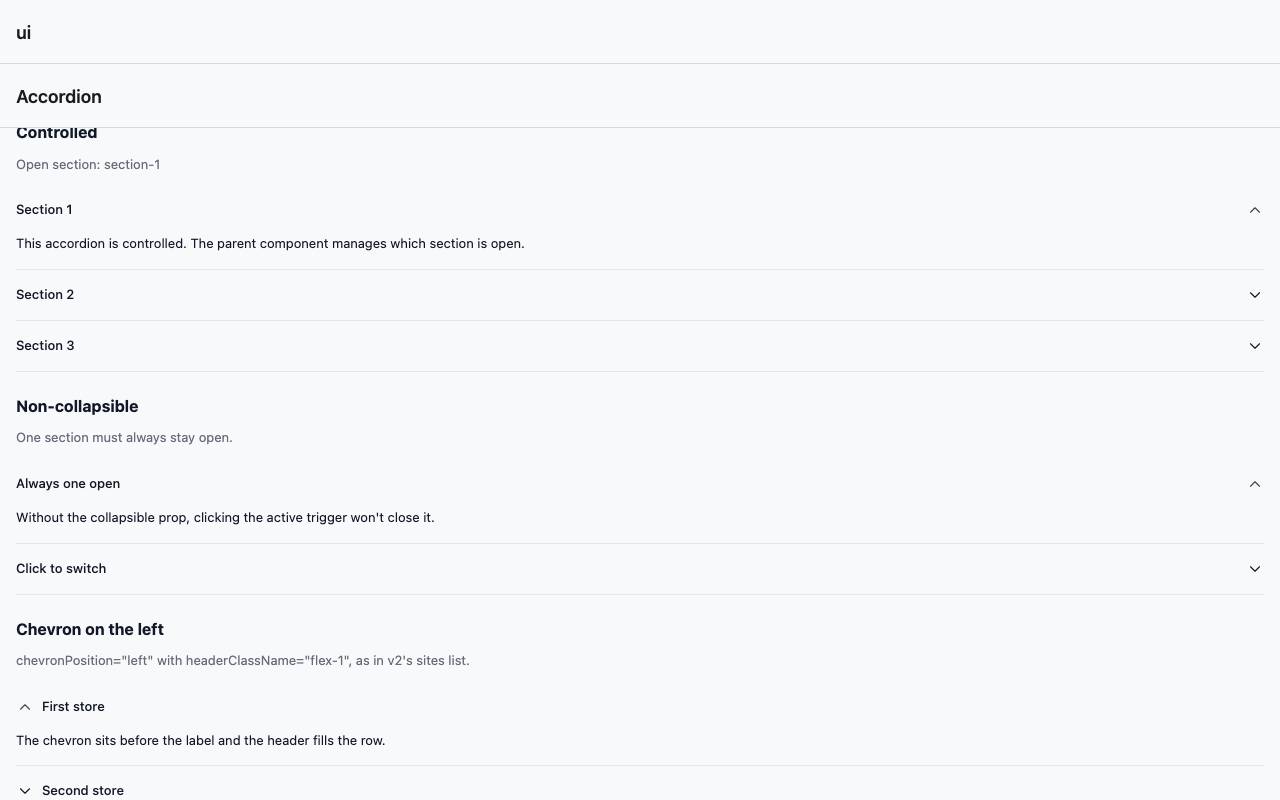 ui
Accordion
Controlled
Open section: section-1
Section 1
This accordion is controlled. The parent component manages which section is open.
Section 2
Section 3
Non-collapsible
One section must always stay open.
Always one open
Without the collapsible prop, clicking the active trigger won't close it.
Click to switch
Chevron on the left
chevronPosition="left" with headerClassName="flex-1", as in v2's sites list.
First store
The chevron sits before the label and the header fills the row.
Second store